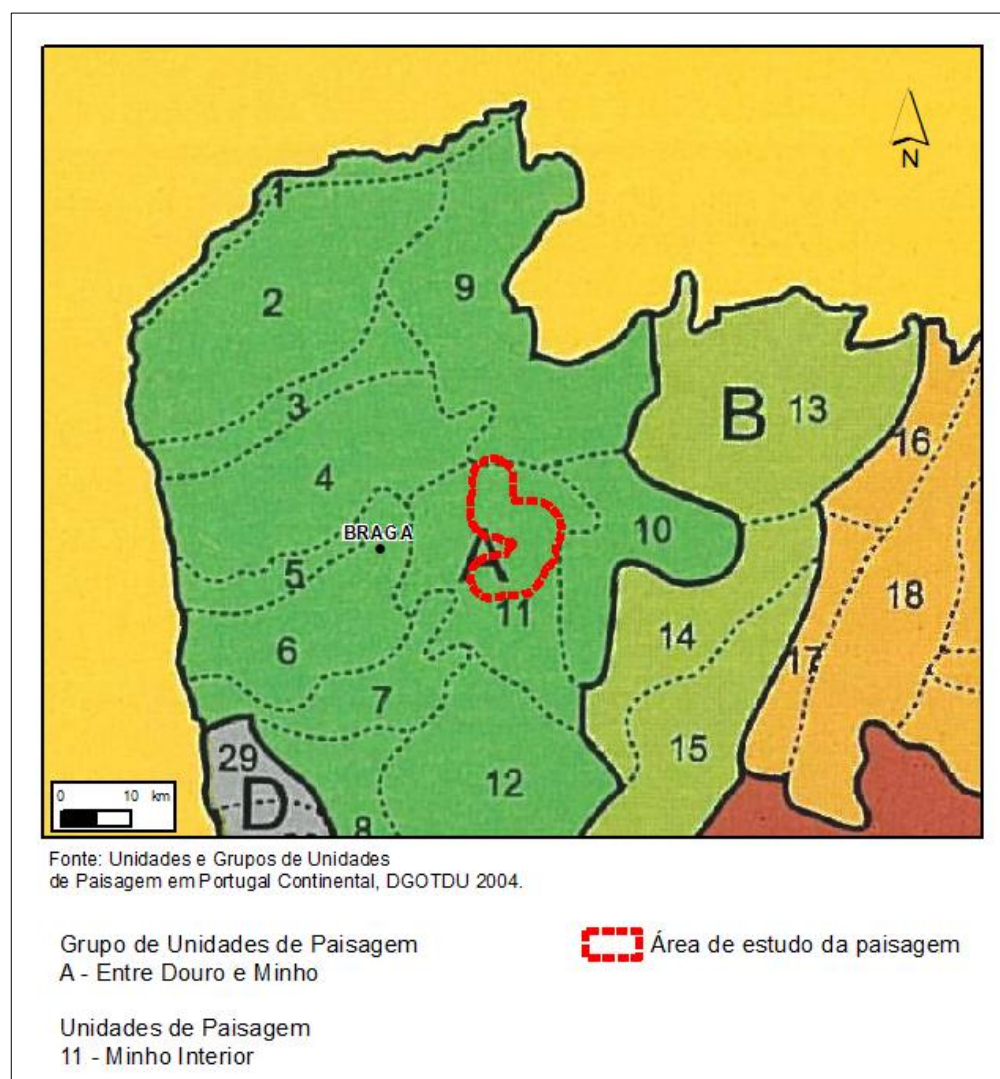 N
1
2
9
3
B
13
16
4
10
BRAGA
A
5
11
14
18
6
17
7
15
29
12
D
8
0 10 km
Fonte: Unidades e Grupos de Unidades
de Paisagem em Portugal Continental, DGOTDU 2004.
Grupo de Unidades de Paisagem
A - Entre Douro e Minho
Área de estudo da paisagem
Unidades de Paisagem
11 - Minho Interior